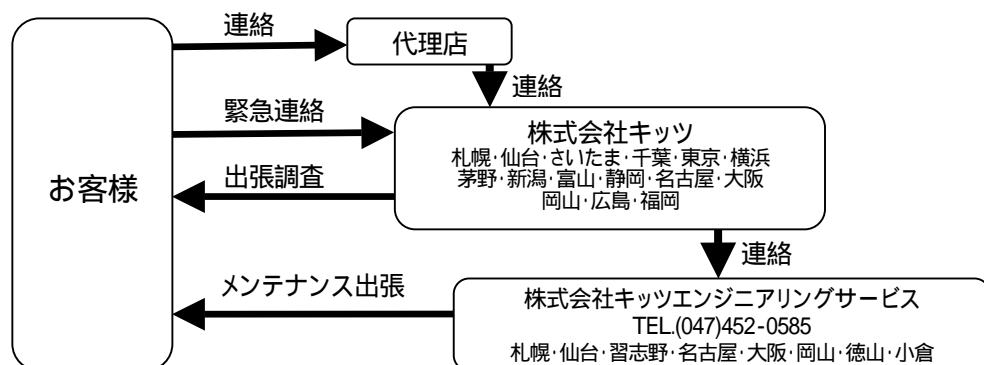 連絡
代理店
連絡
緊急連絡
株式会社キッツ
札幌･仙台･さいたま･千葉･東京･横浜
茅野･新潟･富山･静岡･名古屋･大阪
岡山･広島･福岡
出張調査
お客様
連絡
メンテナンス出張
株式会社キッツエンジニアリングサービス
TEL.(047)452-0585
札幌･仙台･習志野･名古屋･大阪･岡山･徳山･小倉